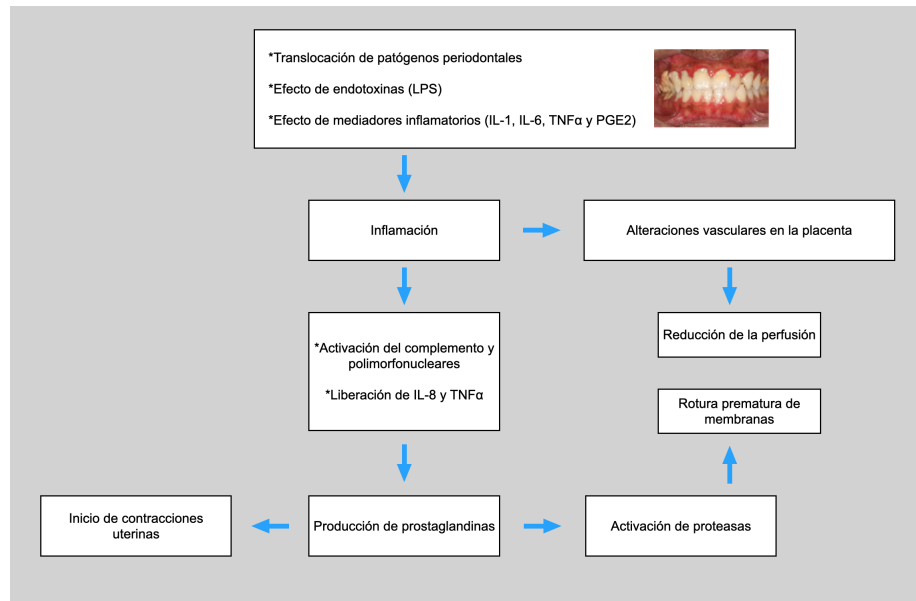 *Translocación de patógenos periodontales
*Efecto de endotoxinas (LPS)
*Efecto de mediadores inflamatorios (IL-1, IL-6, TNFα y PGE2)
Inflamación
Alteraciones vasculares en la placenta
*Activación del complemento y
polimorfonucleares
*Liberación de IL-8 y TNFα
Reducción de la perfusión
Rotura prematura de
membranas
Inicio de contracciones
uterinas
Producción de prostaglandinas
Activación de proteasas